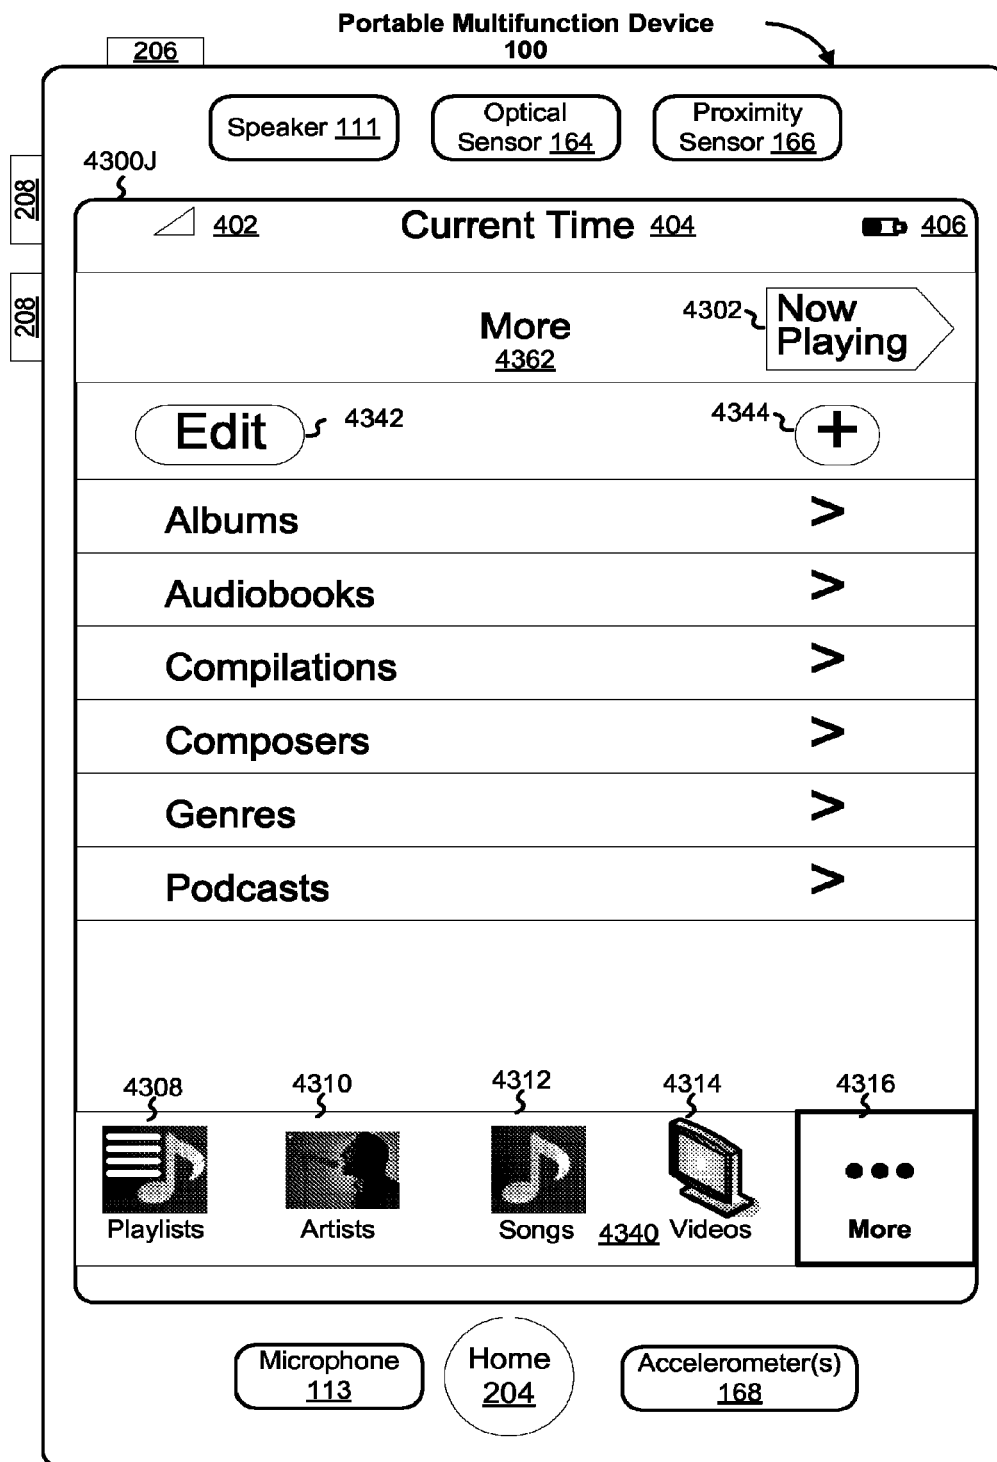 Portable Multifunction Device
100
206
Speaker 111
Optical
Sensor 164
Proximity
Sensor 166
4300J
208
208
402
Current Time 404
406
More
4362
4302
Now
Playing
Edit
4342
4344
+
Albums >
Audiobooks >
Compilations >
Composers >
Genres >
Podcasts >
4308
4310
4312
4314
4316
Playlists
Artists
Songs
4340
Videos
More
Microphone
113
Home
204
Accelerometer(s)
168